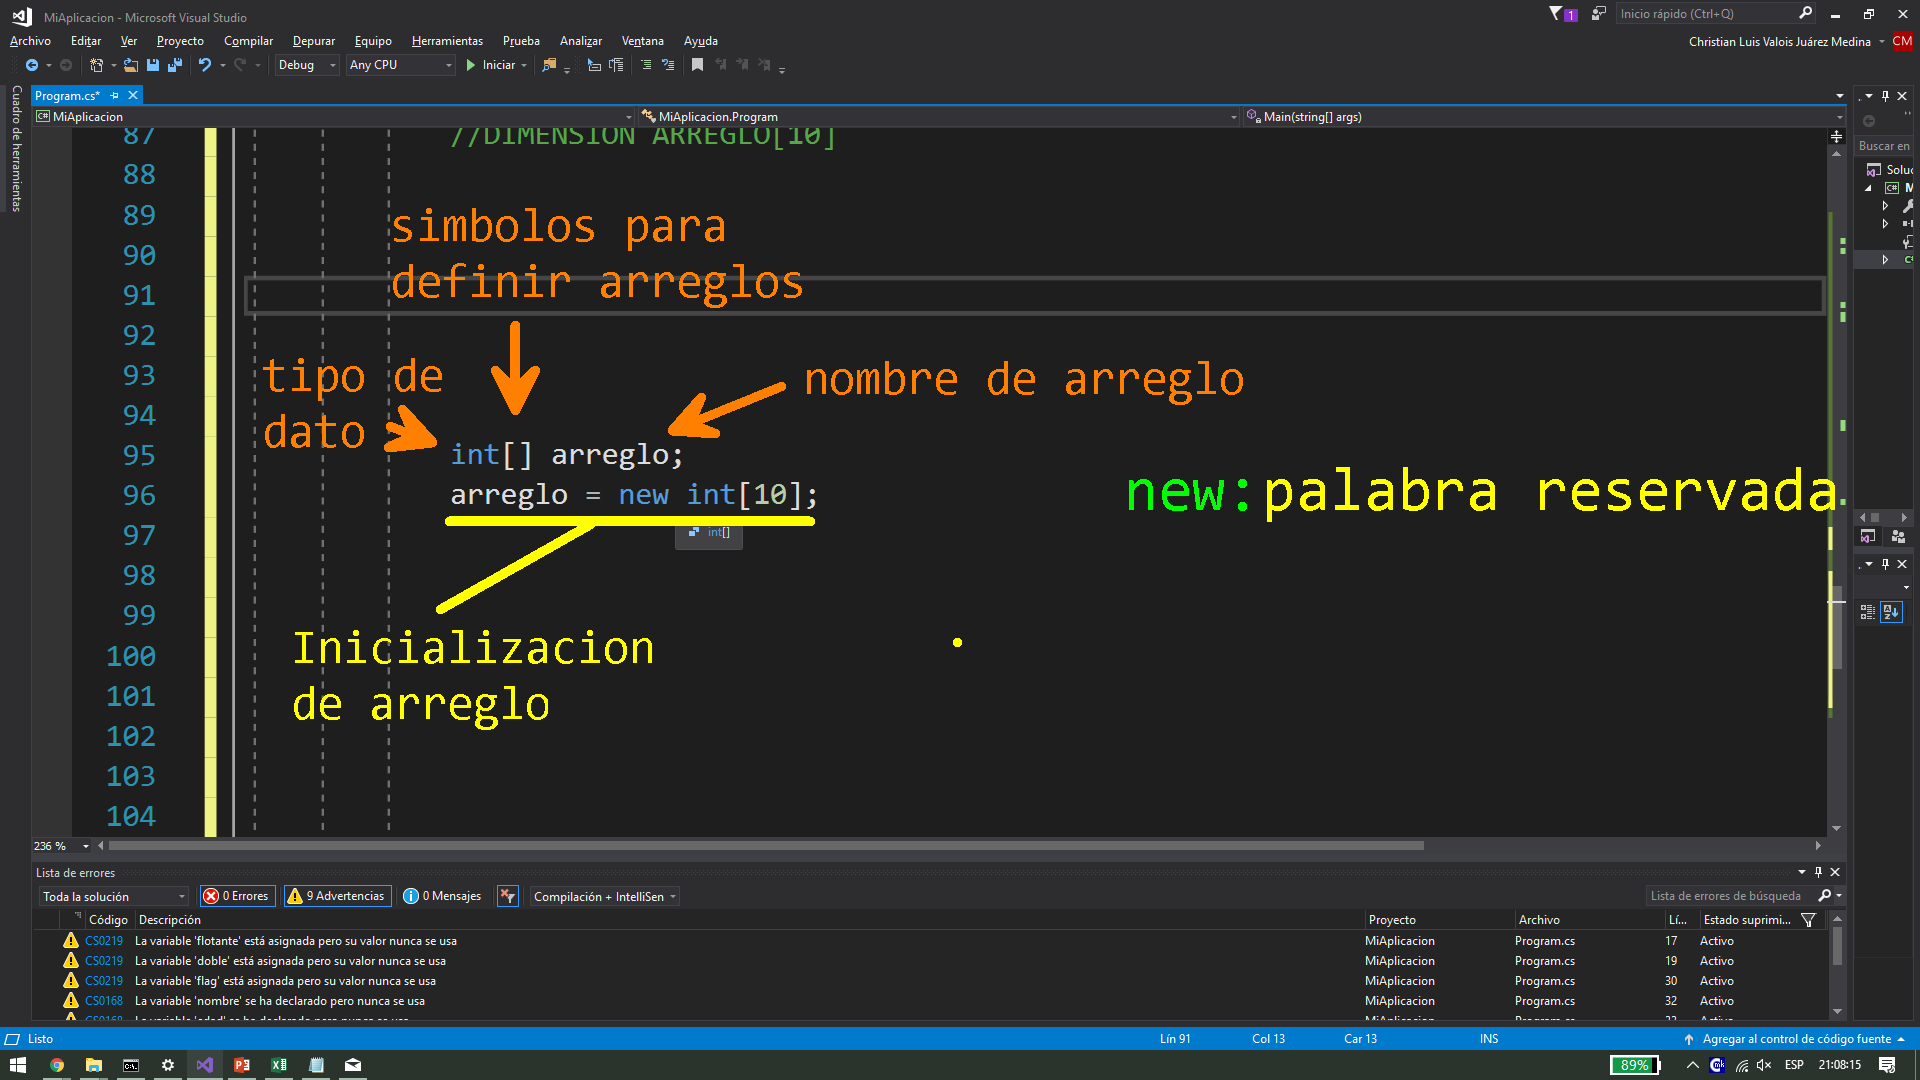 MiAplicacion - Microsoft Visual Studio
1
Inicio rápido (Ctrl+Q)
Archivo Editar Ver Proyecto Compilar Depurar Equipo Herramientas Prueba Analizar Ventana Ayuda
Christian Luis Valois Juárez Medina CM
Debug Any CPU Iniciar
Cuadro de herramientas
Program.cs*
MiAplicacion MiAplicacion.Program Main(string[] args)
Buscar en
Soluc
87 //DIMENSION ARREGLO[10]
88
89
90
91
92
93
94
95 int[] arreglo;
96 arreglo = new int[10];
97
98
99
100
101
102
103
104
simbolos para
definir arreglos
tipo de
dato
nombre de arreglo
new:palabra reservada
int[]
Inicializacion
de arreglo
236 %
Lista de errores
Toda la solución 0 Errores 9 Advertencias 0 Mensajes Compilación + IntelliSen
Lista de errores de búsqueda
Código Descripción Proyecto Archivo Lí... Estado suprimi...
CS0219 La variable 'flotante' está asignada pero su valor nunca se usa MiAplicacion Program.cs 17 Activo
CS0219 La variable 'doble' está asignada pero su valor nunca se usa MiAplicacion Program.cs 19 Activo
CS0219 La variable 'flag' está asignada pero su valor nunca se usa MiAplicacion Program.cs 30 Activo
CS0168 La variable 'nombre' se ha declarado pero nunca se usa MiAplicacion Program.cs 32 Activo
Listo Lín 91 Col 13 Car 13 INS Agregar al control de código fuente
89% ESP 21:08:15